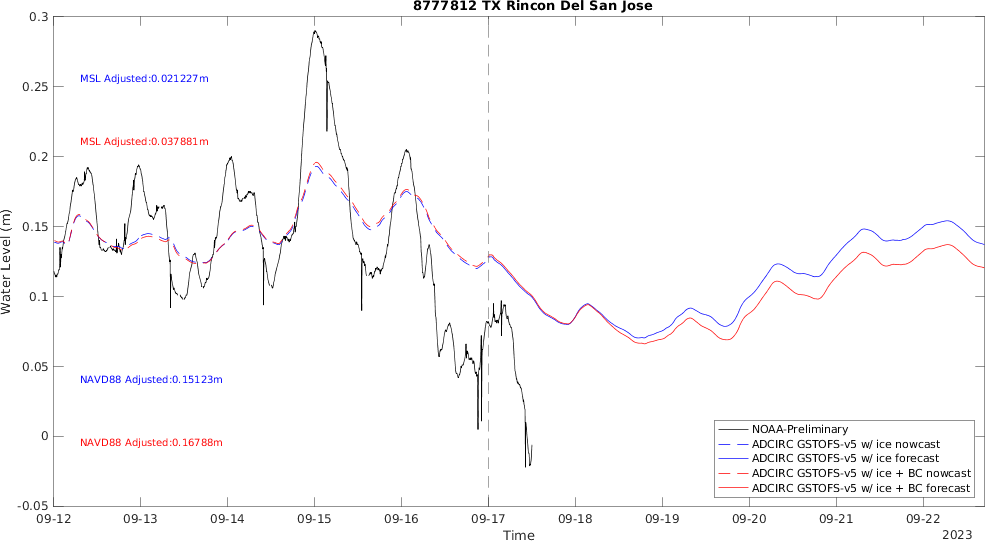 8777812 TX Rincon Del San Jose
0.3
0.25
0.2
0.15
0.1
0.05
0
-0.05
Water Level (m)
MSL Adjusted:0.021227m
MSL Adjusted:0.037881m
NAVD88 Adjusted:0.15123m
NAVD88 Adjusted:0.16788m
NOAA-Preliminary
ADCIRC GSTOFS-v5 w/ ice nowcast
ADCIRC GSTOFS-v5 w/ ice forecast
ADCIRC GSTOFS-v5 w/ ice + BC nowcast
ADCIRC GSTOFS-v5 w/ ice + BC forecast
09-12 09-13 09-14 09-15 09-16 09-17 09-18 09-19 09-20 09-21 09-22
Time
2023